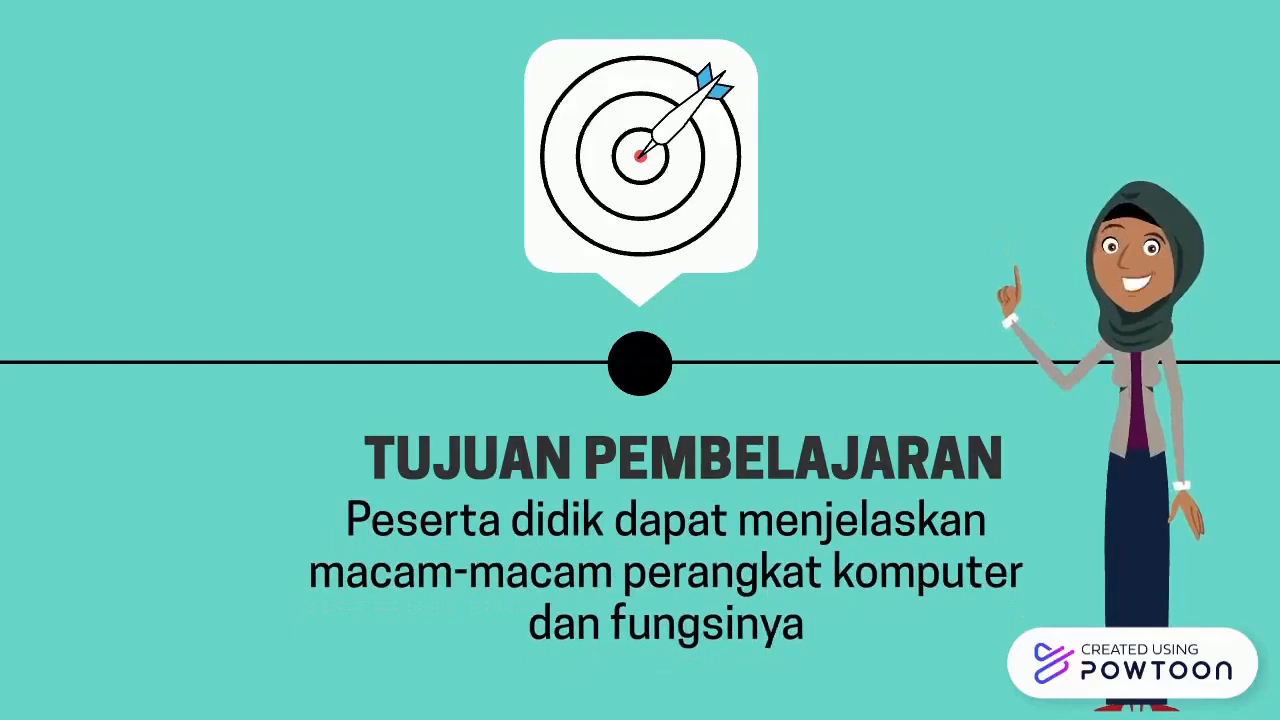 TUJUAN PEMBELAJARAN
Peserta didik dapat menjelaskan
macam-macam perangkat komputer
dan fungsinya
CREATED USING
POWTOON